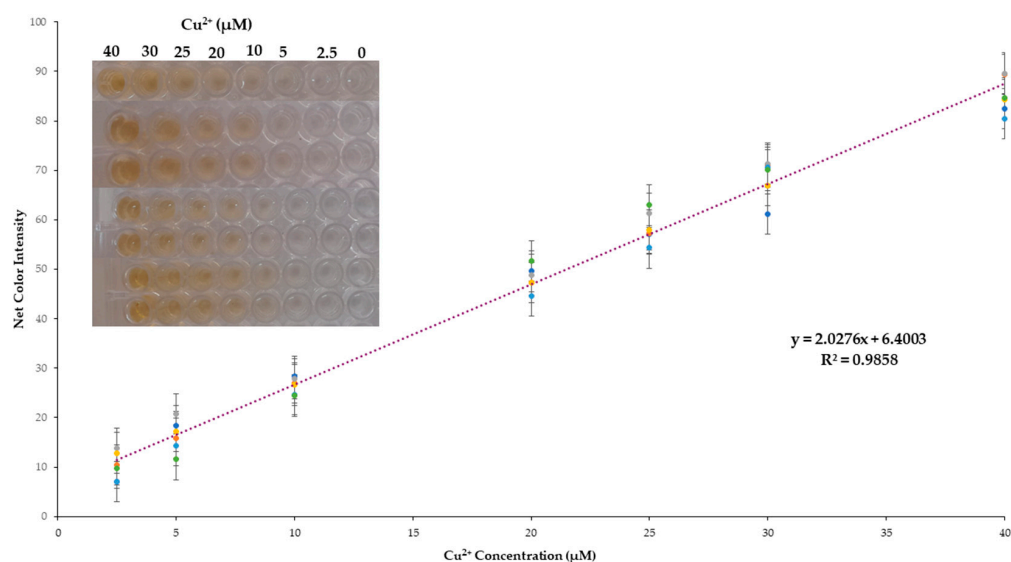 Cu²⁺ (µM)
40 30 25 20 10 5 2.5 0
100
90
80
70
60
50
40
30
20
10
0
Net Color Intensity
y = 2.0276x + 6.4003
R² = 0.9858
0 5 10 15 20 25 30 35 40
Cu²⁺ Concentration (µM)